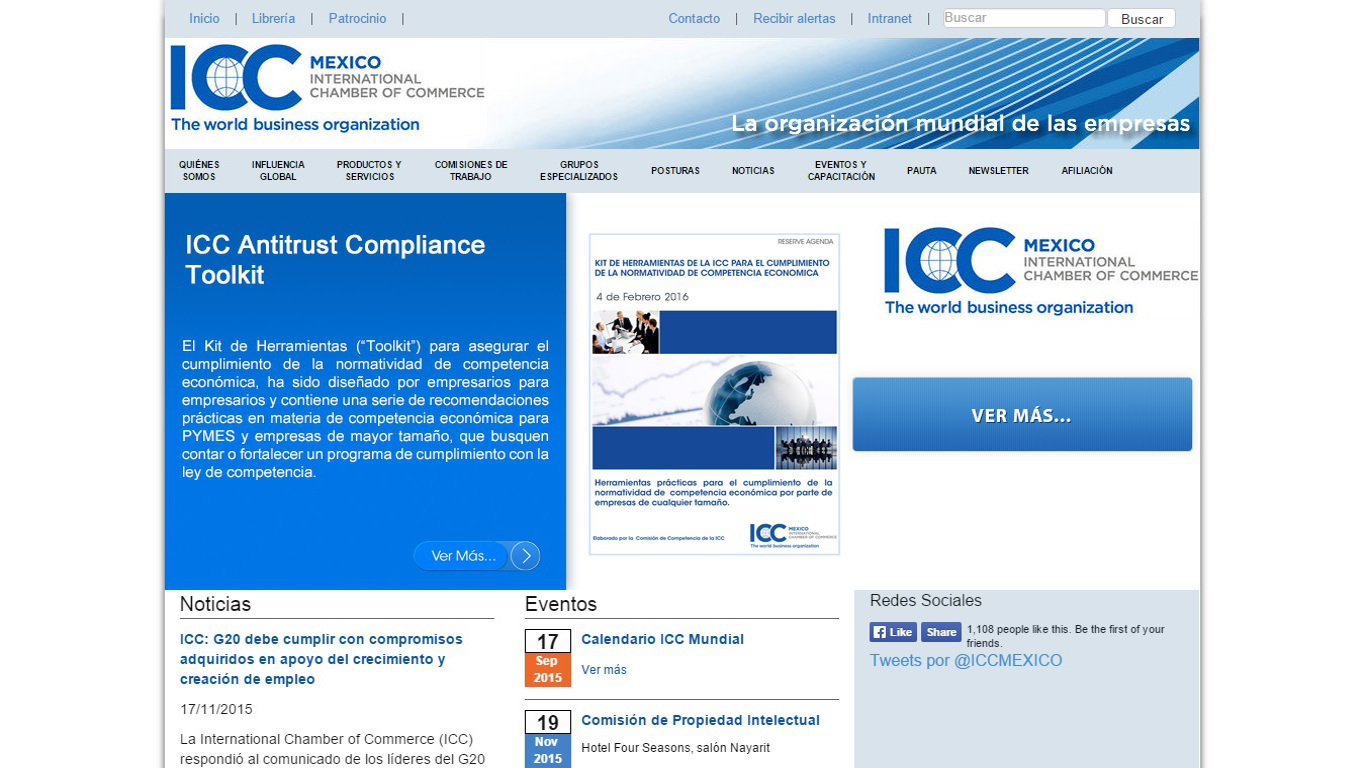 Inicio | Librería | Patrocinio |
Contacto | Recibir alertas | Intranet | Buscar Buscar
ICC MEXICO
INTERNATIONAL
CHAMBER OF COMMERCE
The world business organization
La organización mundial de las empresas
QUIÉNES SOMOS
INFLUENCIA GLOBAL
PRODUCTOS Y SERVICIOS
COMISIONES DE TRABAJO
GRUPOS ESPECIALIZADOS
POSTURAS
NOTICIAS
EVENTOS Y CAPACITACIÓN
PAUTA
NEWSLETTER
AFILIACIÓN
ICC Antitrust Compliance
Toolkit
El Kit de Herramientas (“Toolkit”) para asegurar el
cumplimiento de la normatividad de competencia
económica, ha sido diseñado por empresarios para
empresarios y contiene una serie de recomendaciones
prácticas en materia de competencia económica para
PYMES y empresas de mayor tamaño, que busquen
contar o fortalecer un programa de cumplimiento con la
ley de competencia.
Ver Más...
RESERVE AGENDA
KIT DE HERRAMIENTAS DE LA ICC PARA EL CUMPLIMIENTO
DE LA NORMATIVIDAD DE COMPETENCIA ECONOMICA
4 de Febrero 2016
Herramientas prácticas para el cumplimiento de la
normatividad de competencia económica por parte de
empresas de cualquier tamaño.
Elaborado por la Comisión de Competencia de la ICC
ICC MEXICO
INTERNATIONAL
CHAMBER OF COMMERCE
The world business organization
ICC MEXICO
INTERNATIONAL
CHAMBER OF COMMERCE
The world business organization
VER MÁS...
Noticias
ICC: G20 debe cumplir con compromisos
adquiridos en apoyo del crecimiento y
creación de empleo
17/11/2015
La International Chamber of Commerce (ICC)
respondió al comunicado de los líderes del G20
Eventos
17
Sep
2015
Calendario ICC Mundial
Ver más
19
Nov
2015
Comisión de Propiedad Intelectual
Hotel Four Seasons, salón Nayarit
Redes Sociales
Like Share 1,108 people like this. Be the first of your
friends.
Tweets por @ICCMEXICO